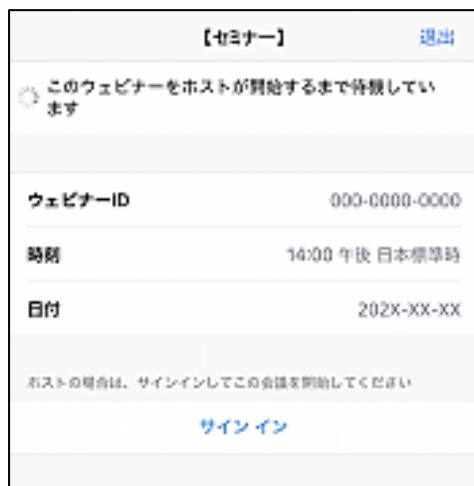 【セミナー】 退出
このウェビナーをホストが開始するまで待機してい
ます
ウェビナーID 000-0000-0000
時刻 14:00 午後 日本標準時
日付 202X-XX-XX
ホストの場合は、サインインしてこの会議を開始してください
サイン イン